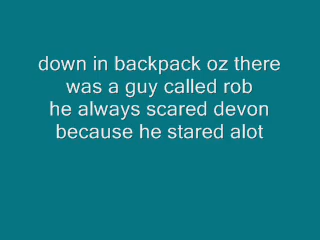 down in backpack oz there
was a guy called rob
he always scared devon
because he stared alot